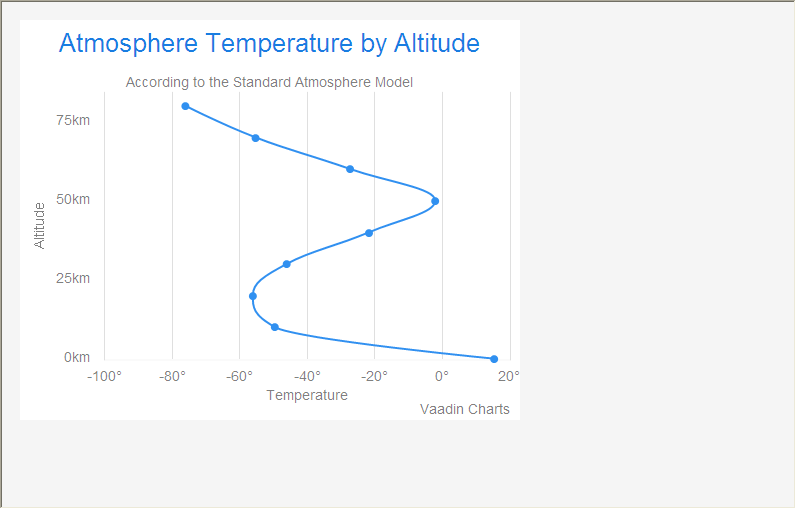 Atmosphere Temperature by Altitude
According to the Standard Atmosphere Model
75km
50km
Altitude
25km
0km
-100° -80° -60° -40° -20° 0° 20°
Temperature
Vaadin Charts